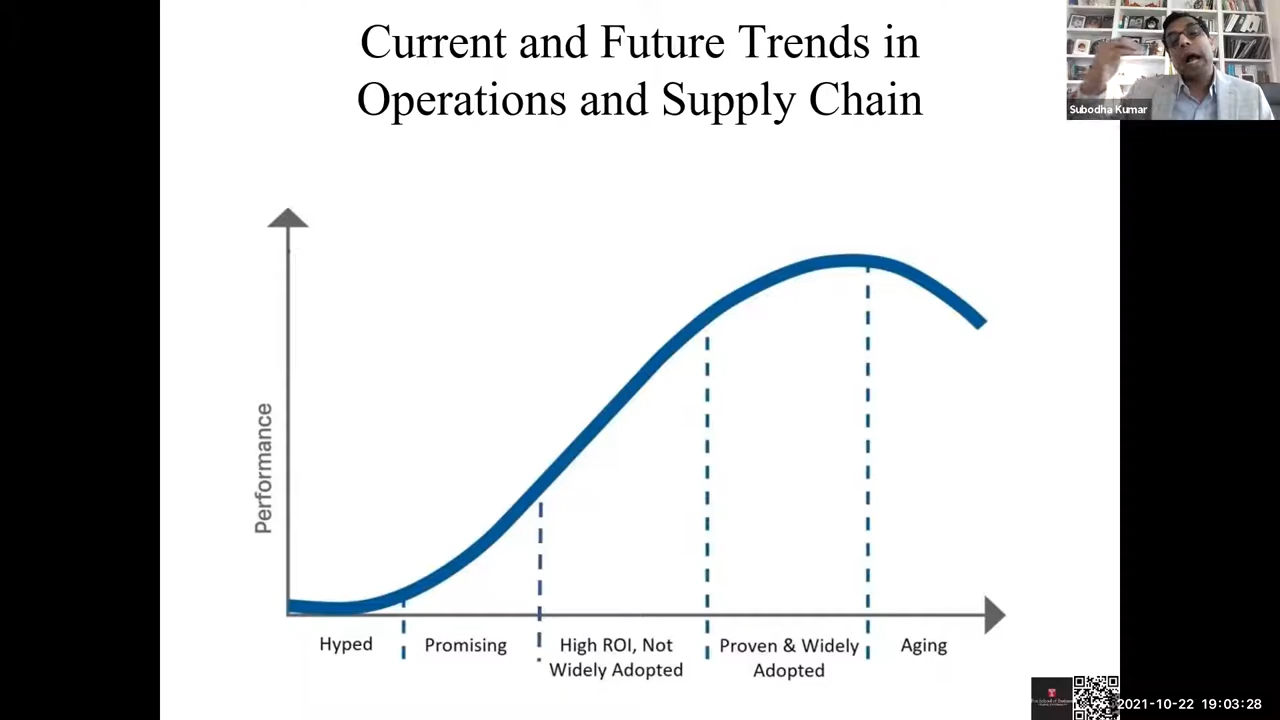 Current and Future Trends in
Operations and Supply Chain
Subodha Kumar
Performance
Hyped
Promising
High ROI, Not
Widely Adopted
Proven & Widely
Adopted
Aging
2021-10-22 19:03:28